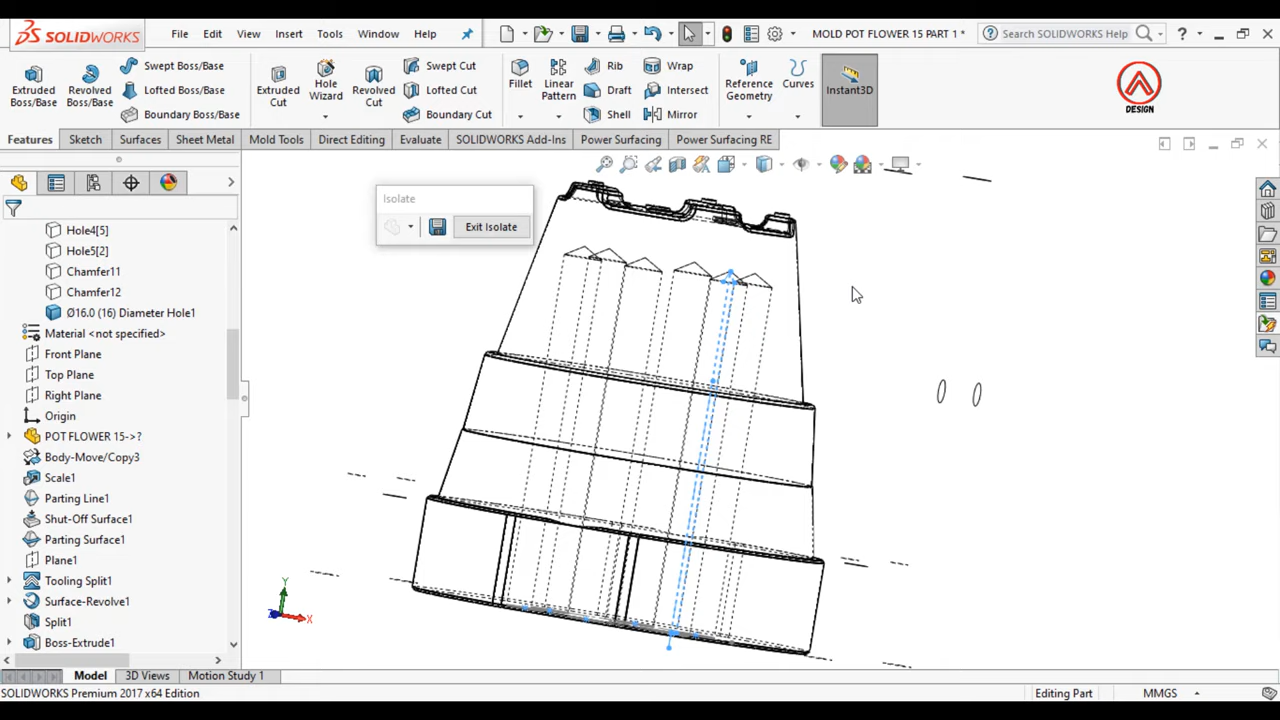 SOLIDWORKS File Edit View Insert Tools Window Help MOLD POT FLOWER 15 PART 1 * Search SOLIDWORKS Help ?
Extruded Boss/Base
Revolved Boss/Base
Swept Boss/Base
Lofted Boss/Base
Boundary Boss/Base
Extruded Cut
Hole Wizard
Revolved Cut
Swept Cut
Lofted Cut
Boundary Cut
Fillet
Linear Pattern
Rib
Draft
Shell
Wrap
Intersect
Mirror
Reference Geometry
Curves
Instant3D
DESIGN
Features Sketch Surfaces Sheet Metal Mold Tools Direct Editing Evaluate SOLIDWORKS Add-Ins Power Surfacing Power Surfacing RE
Isolate
Exit Isolate
Hole4[5]
Hole5[2]
Chamfer11
Chamfer12
Ø16.0 (16) Diameter Hole1
Material <not specified>
Front Plane
Top Plane
Right Plane
Origin
POT FLOWER 15->?
Body-Move/Copy3
Scale1
Parting Line1
Shut-Off Surface1
Parting Surface1
Plane1
Tooling Split1
Surface-Revolve1
Split1
Boss-Extrude1
Y
X
Model 3D Views Motion Study 1
SOLIDWORKS Premium 2017 x64 Edition Editing Part MMGS